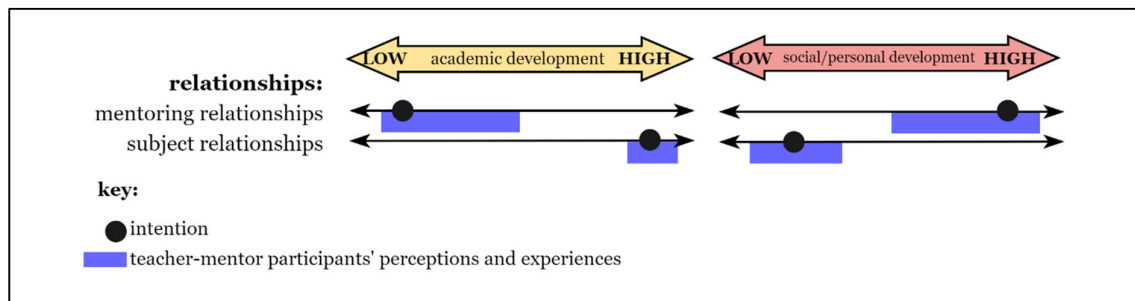 LOW academic development HIGH
LOW social/personal development HIGH
relationships:
mentoring relationships
subject relationships
key:
intention
teacher-mentor participants' perceptions and experiences